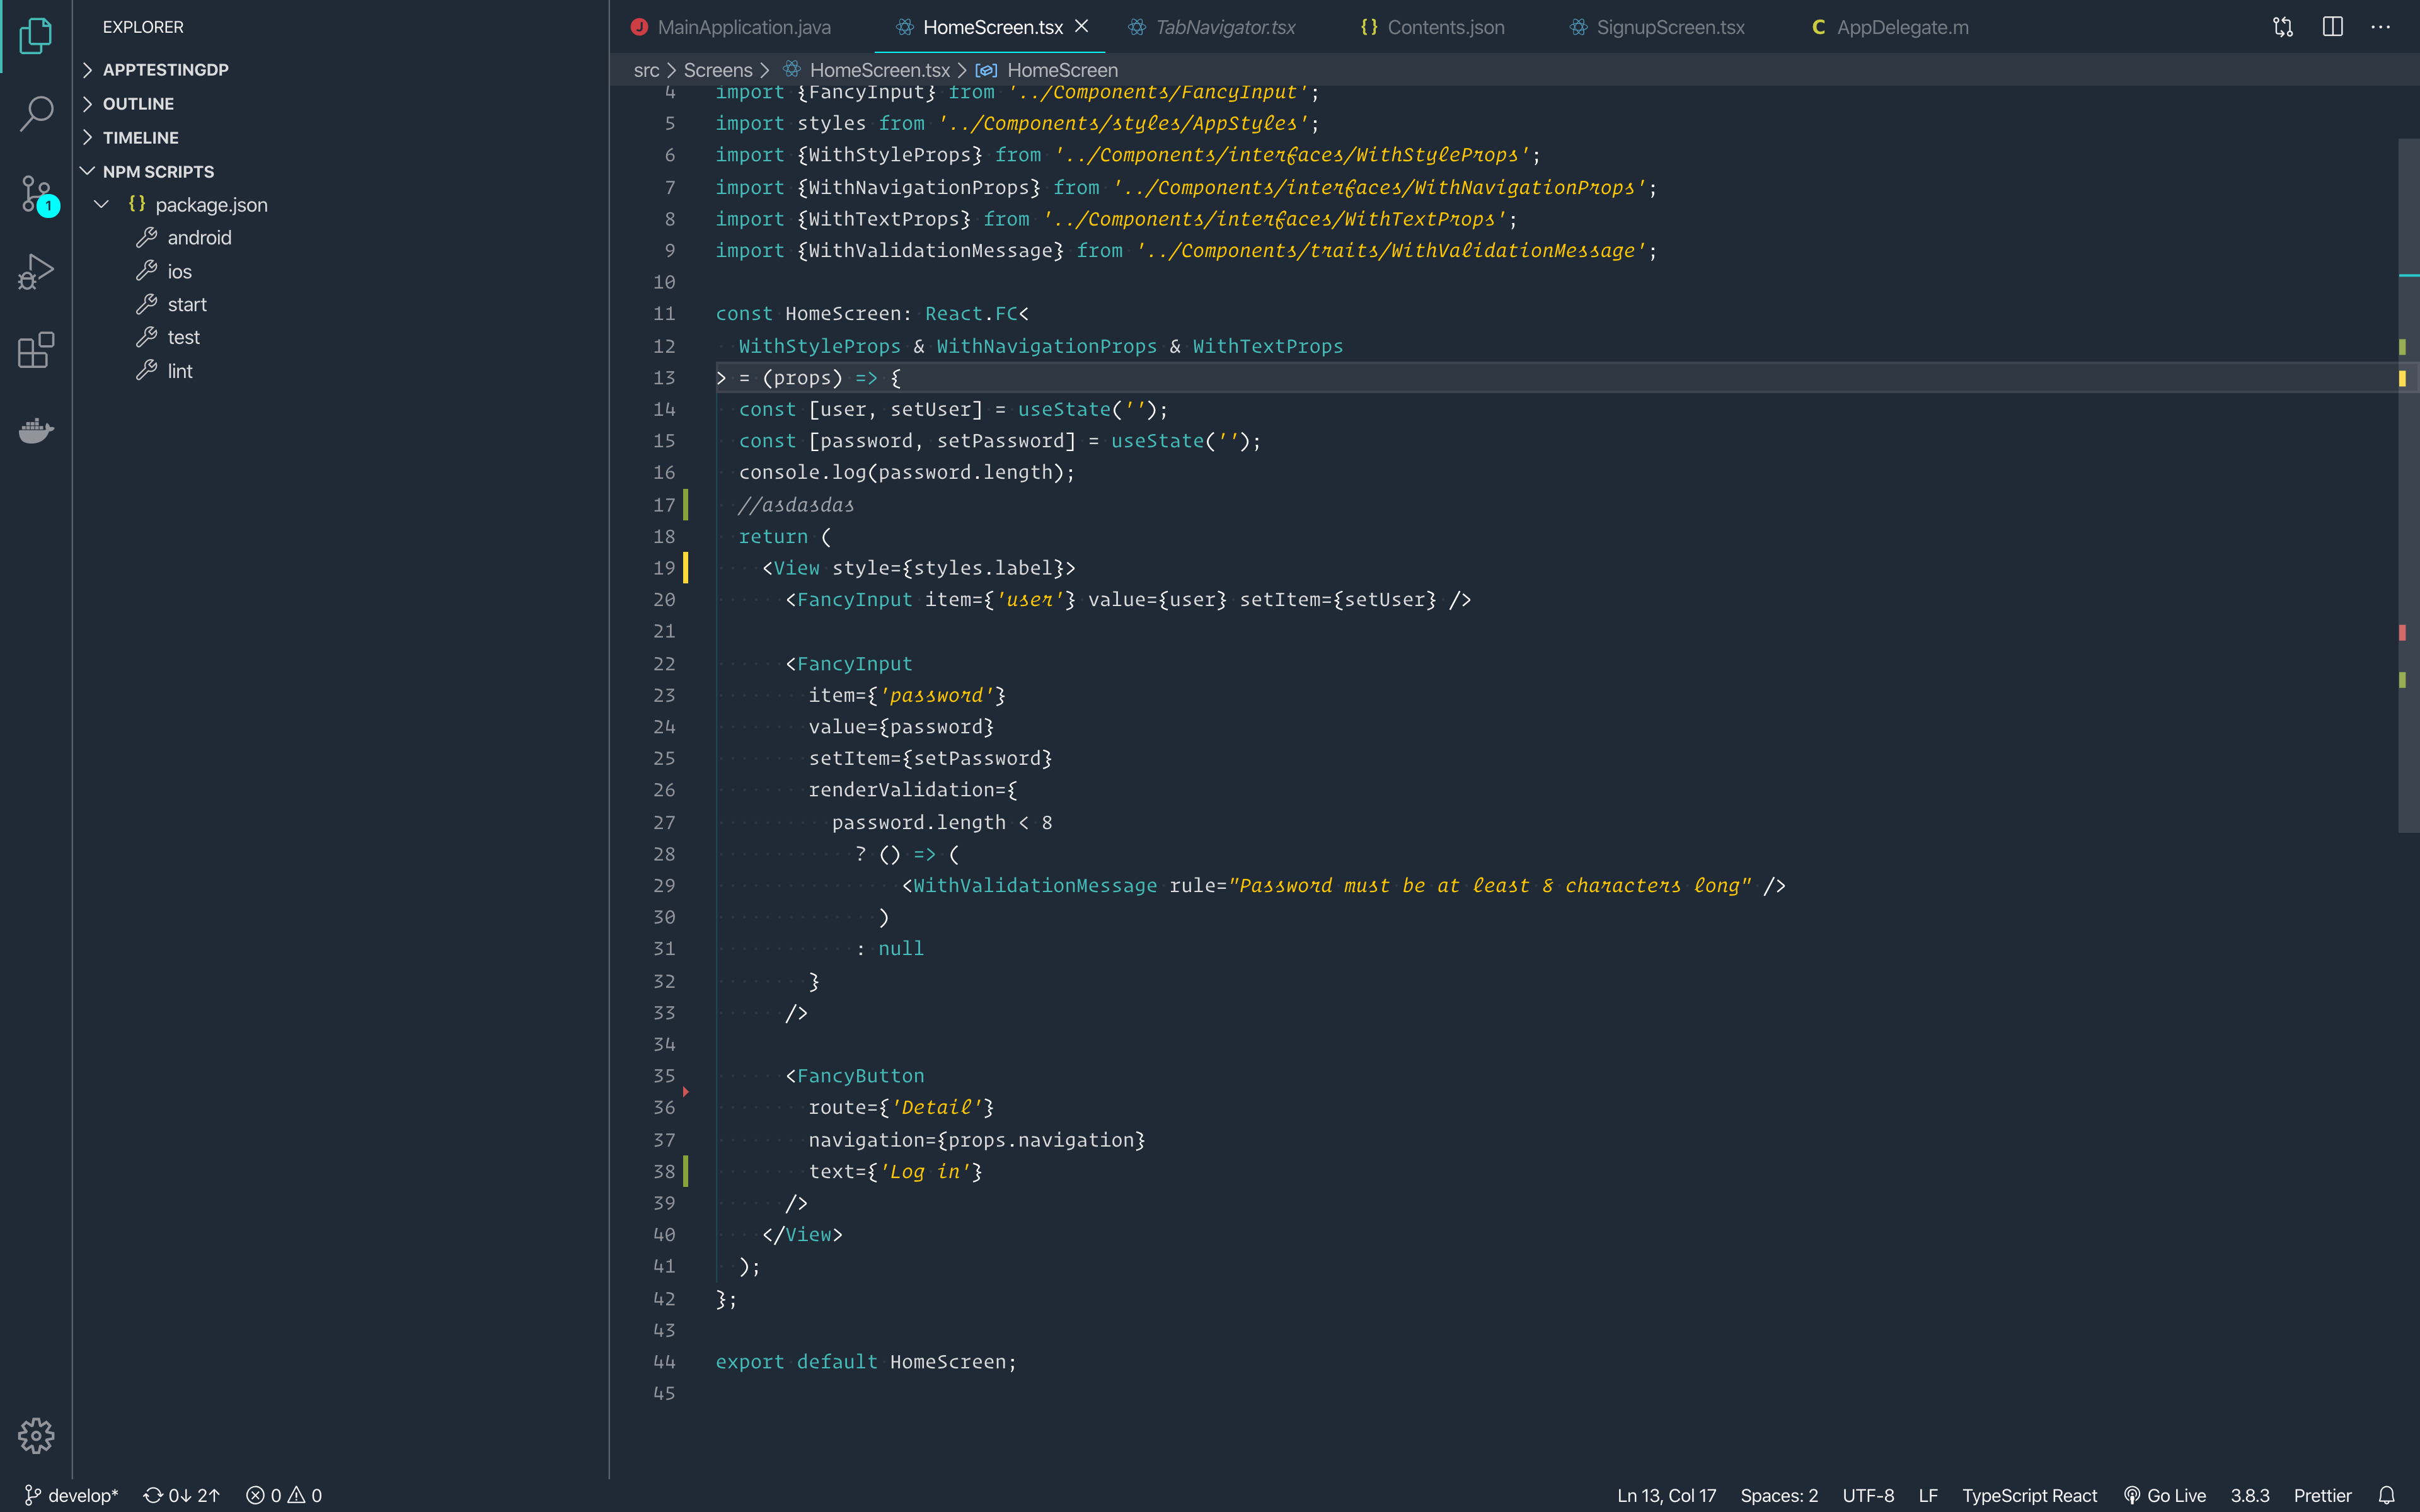 EXPLORER
APPTESTINGDP
OUTLINE
TIMELINE
NPM SCRIPTS
{} package.json
android
ios
start
test
lint
1
MainApplication.java
HomeScreen.tsx
TabNavigator.tsx
{} Contents.json
SignupScreen.tsx
C AppDelegate.m
src > Screens > HomeScreen.tsx > HomeScreen
4 import {FancyInput} from '../Components/FancyInput';
5 import styles from '../Components/styles/AppStyles';
6 import {WithStyleProps} from '../Components/interfaces/WithStyleProps';
7 import {WithNavigationProps} from '../Components/interfaces/WithNavigationProps';
8 import {WithTextProps} from '../Components/interfaces/WithTextProps';
9 import {WithValidationMessage} from '../Components/traits/WithValidationMessage';
10
11 const HomeScreen: React.FC<
12 WithStyleProps & WithNavigationProps & WithTextProps
13 > = (props) => {
14 const [user, setUser] = useState('');
15 const [password, setPassword] = useState('');
16 console.log(password.length);
17 //asdasdas
18 return (
19 <View style={styles.label}>
20 <FancyInput item={'user'} value={user} setItem={setUser} />
21
22 <FancyInput
23 item={'password'}
24 value={password}
25 setItem={setPassword}
26 renderValidation={
27 password.length < 8
28 ? () => (
29 <WithValidationMessage rule="Password must be at least 8 characters long" />
30 )
31 : null
32 }
33 />
34
35 <FancyButton
36 route={'Detail'}
37 navigation={props.navigation}
38 text={'Log in'}
39 />
40 </View>
41 );
42 };
43
44 export default HomeScreen;
45
develop* 0↓ 2↑ 0 0
Ln 13, Col 17 Spaces: 2 UTF-8 LF TypeScript React Go Live 3.8.3 Prettier